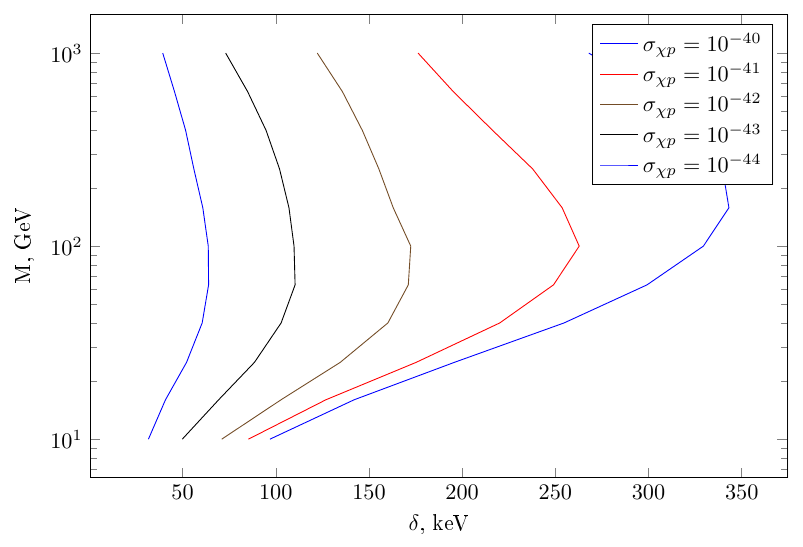 10³
10²
10¹
M, GeV
50 100 150 200 250 300 350
δ, keV
σχp = 10⁻⁴⁰
σχp = 10⁻⁴¹
σχp = 10⁻⁴²
σχp = 10⁻⁴³
σχp = 10⁻⁴⁴